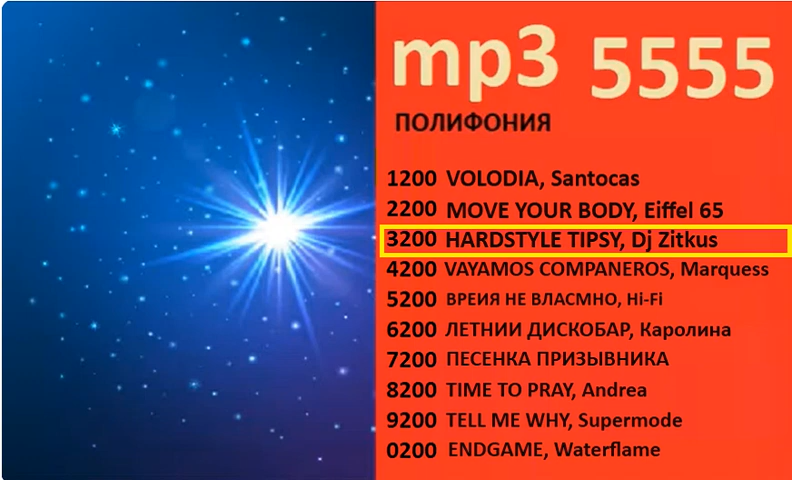 mp3 5555
ПОЛИФОНИЯ
1200 VOLODIA, Santocas
2200 MOVE YOUR BODY, Eiffel 65
3200 HARDSTYLE TIPSY, Dj Zitkus
4200 VAYAMOS COMPANEROS, Marquess
5200 ВРЕИЯ НЕ ВЛАСМНО, Hi-Fi
6200 ЛЕТНИИ ДИСКОБАР, Каролина
7200 ПЕСЕНКА ПРИЗЫВНИКА
8200 TIME TO PRAY, Andrea
9200 TELL ME WHY, Supermode
0200 ENDGAME, Waterflame